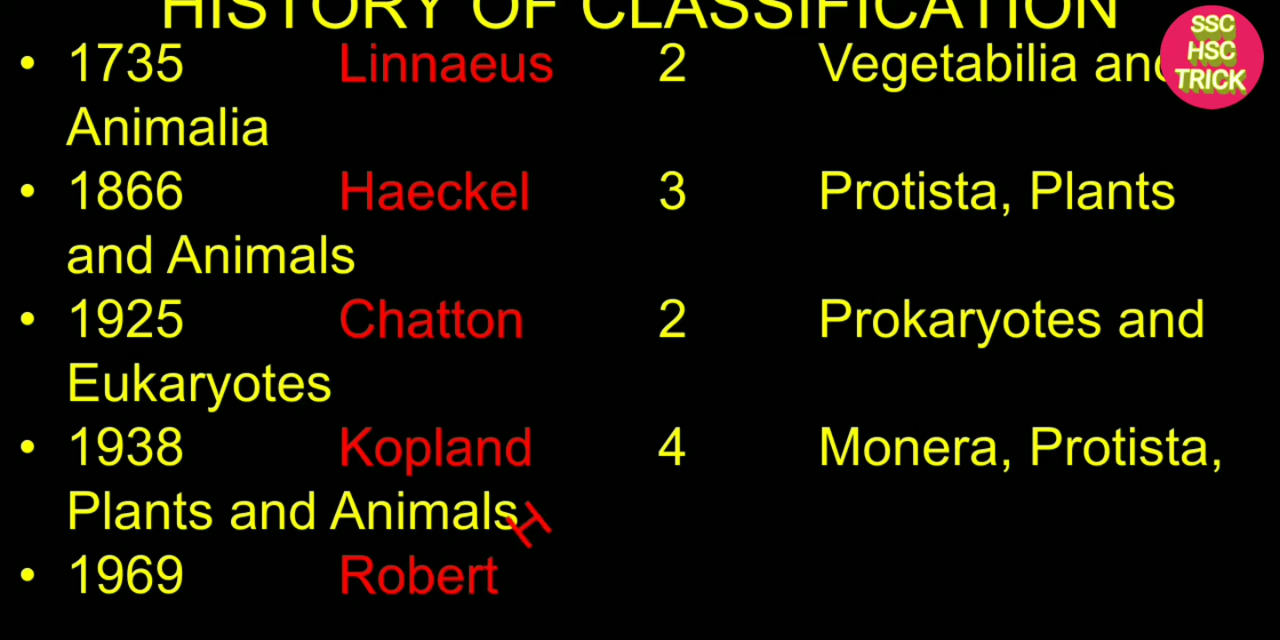 HISTORY OF CLASSIFICATION
• 1735 Linnaeus 2 Vegetabilia and
Animalia
• 1866 Haeckel 3 Protista, Plants
and Animals
• 1925 Chatton 2 Prokaryotes and
Eukaryotes
• 1938 Kopland 4 Monera, Protista,
Plants and Animals
• 1969 Robert H
SSC
HSC
TRICK